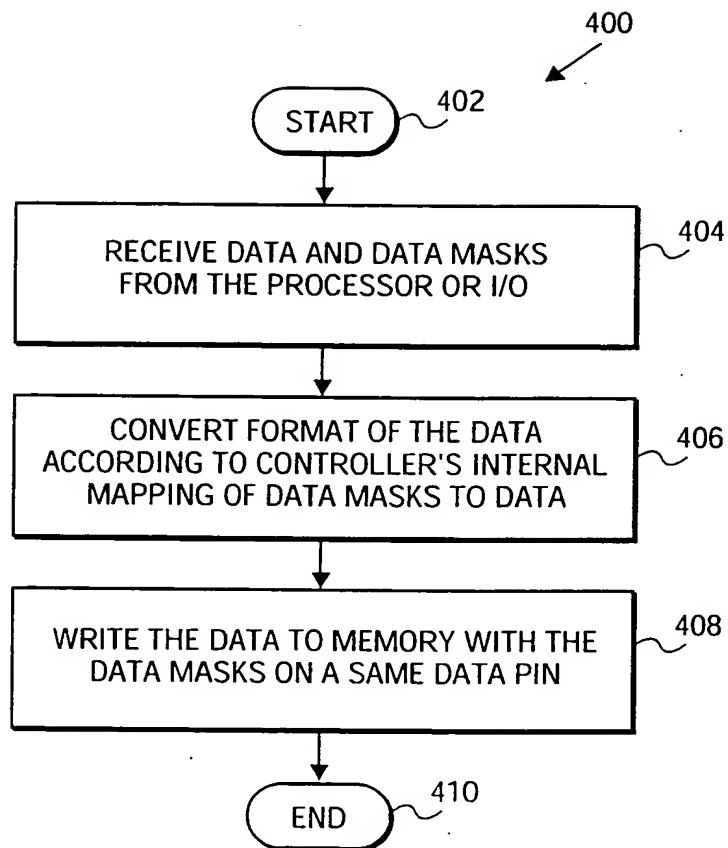 400
START
402
RECEIVE DATA AND DATA MASKS
FROM THE PROCESSOR OR I/O
404
CONVERT FORMAT OF THE DATA
ACCORDING TO CONTROLLER'S INTERNAL
MAPPING OF DATA MASKS TO DATA
406
WRITE THE DATA TO MEMORY WITH THE
DATA MASKS ON A SAME DATA PIN
408
END
410